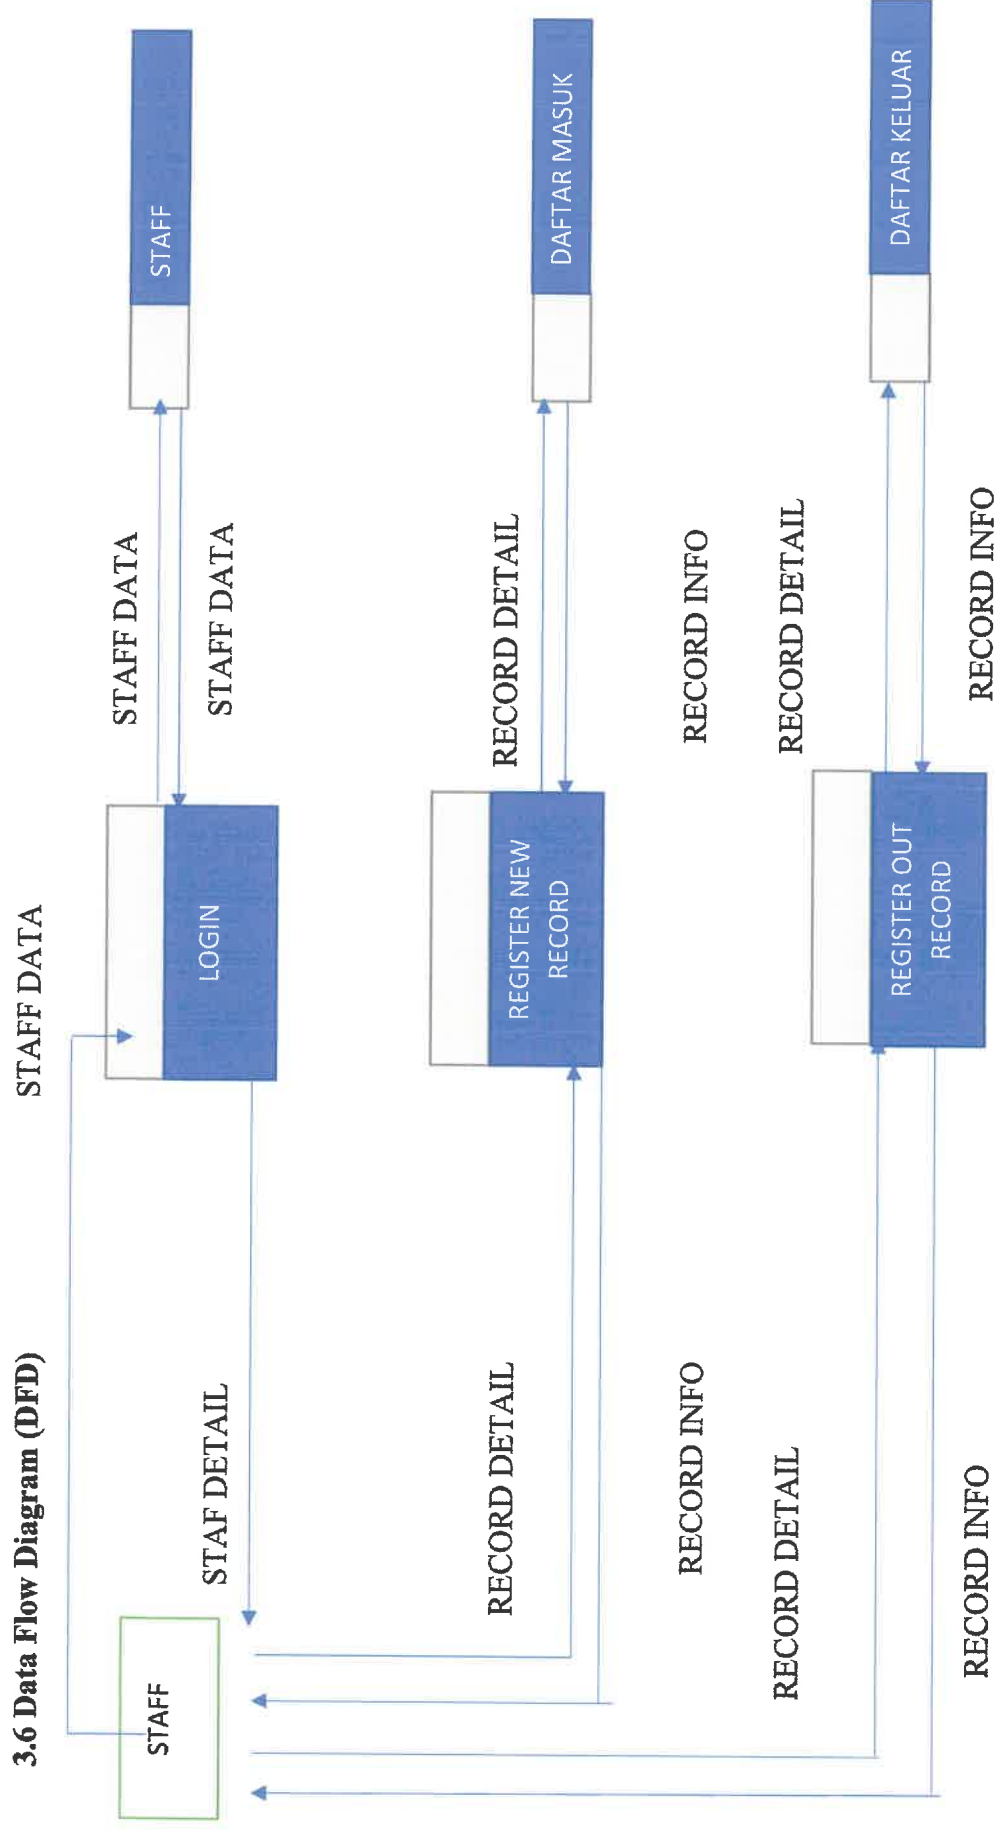 3.6 Data Flow Diagram (DFD)
STAFF DATA
STAFF
LOGIN
STAFF DATA
STAFF DATA
STAFF
STAF DETAIL
RECORD DETAIL
REGISTER NEW
RECORD
RECORD DETAIL
DAFTAR MASUK
RECORD INFO
RECORD INFO
RECORD DETAIL
REGISTER OUT
RECORD
RECORD DETAIL
DAFTAR KELUAR
RECORD INFO
RECORD INFO